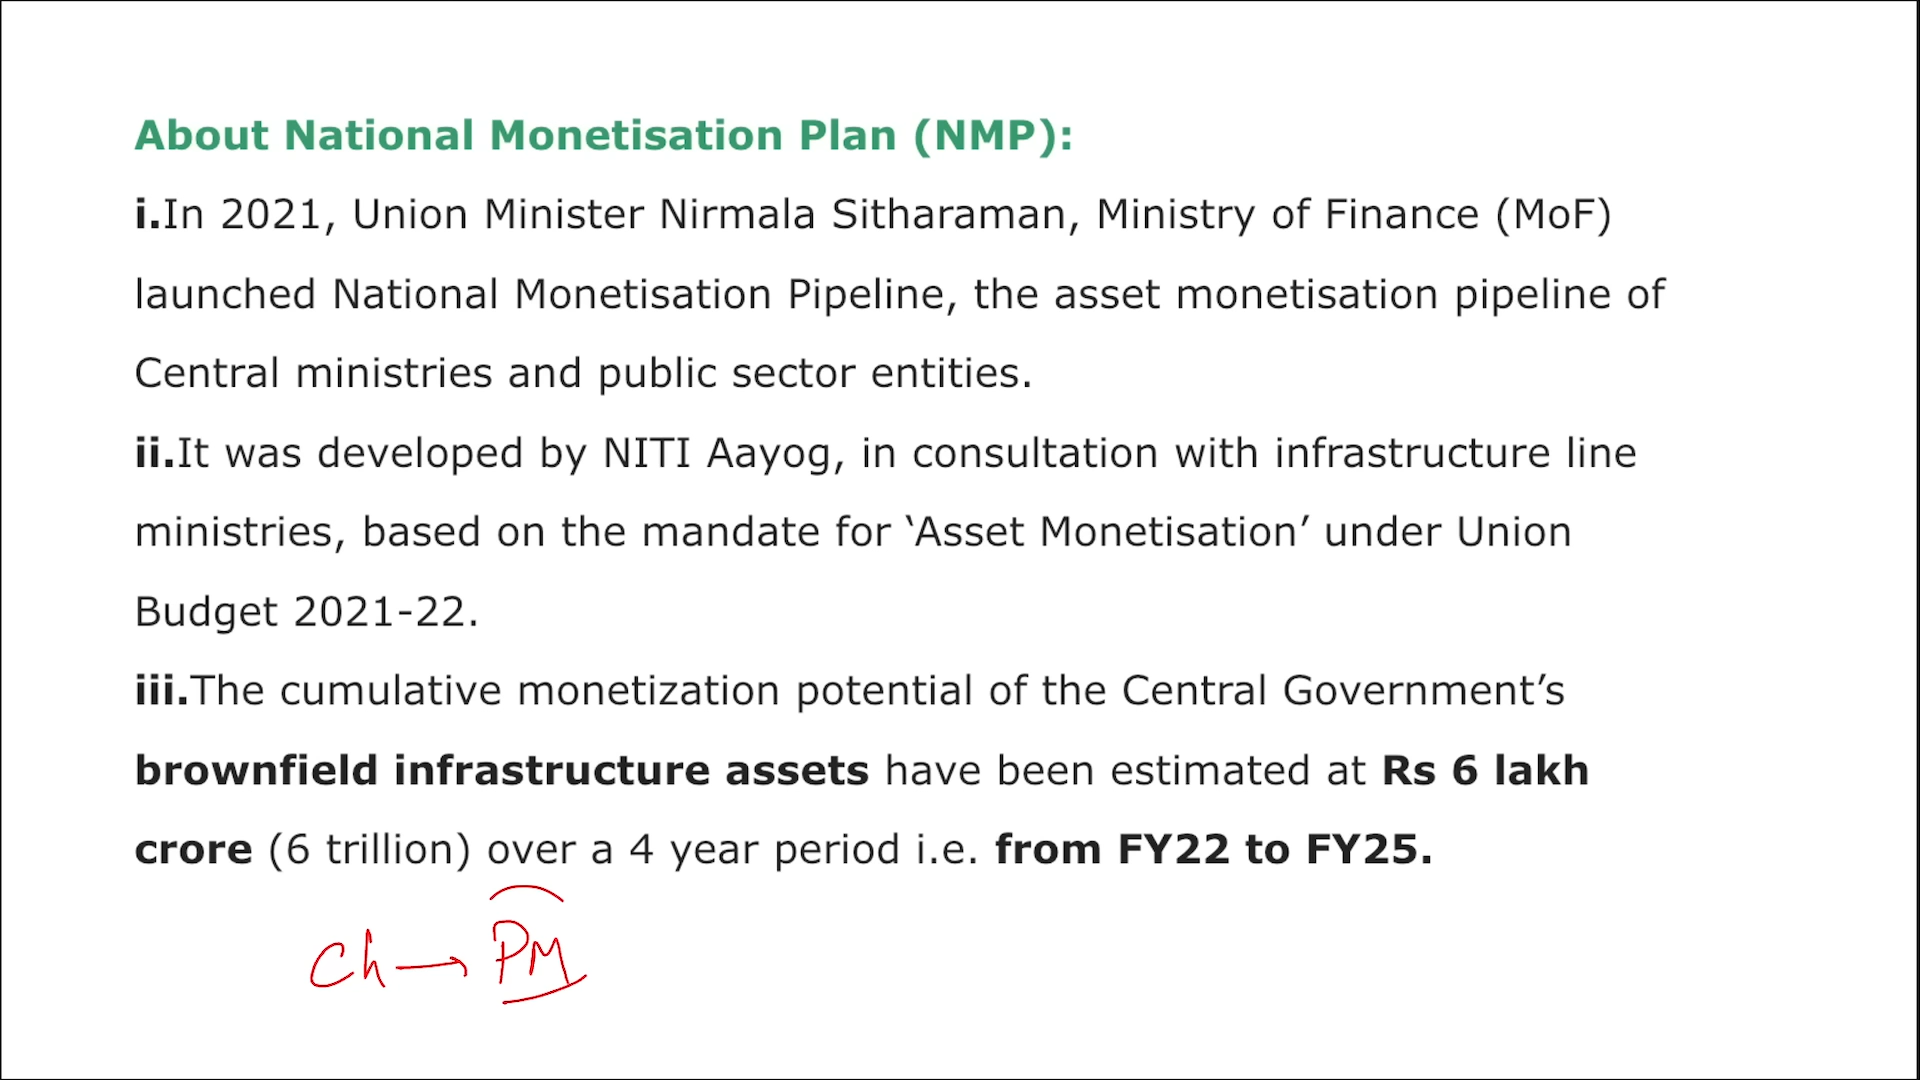 About National Monetisation Plan (NMP):
i.In 2021, Union Minister Nirmala Sitharaman, Ministry of Finance (MoF)
launched National Monetisation Pipeline, the asset monetisation pipeline of
Central ministries and public sector entities.
ii.It was developed by NITI Aayog, in consultation with infrastructure line
ministries, based on the mandate for ‘Asset Monetisation’ under Union
Budget 2021-22.
iii.The cumulative monetization potential of the Central Government’s
brownfield infrastructure assets have been estimated at Rs 6 lakh
crore (6 trillion) over a 4 year period i.e. from FY22 to FY25.
Ch → PM